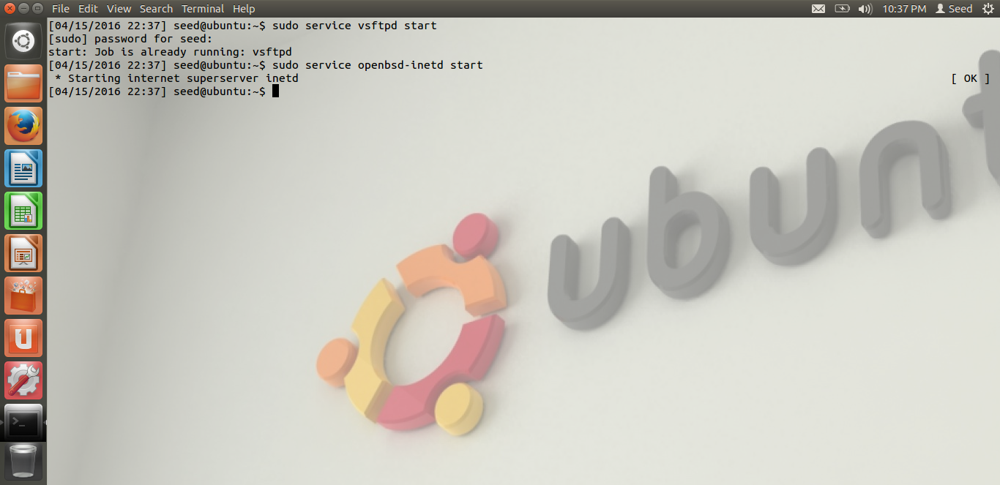 File Edit View Search Terminal Help
10:37 PM Seed
[04/15/2016 22:37] seed@ubuntu:~$ sudo service vsftpd start
[sudo] password for seed:
start: Job is already running: vsftpd
[04/15/2016 22:37] seed@ubuntu:~$ sudo service openbsd-inetd start
 * Starting internet superserver inetd [ OK ]
[04/15/2016 22:37] seed@ubuntu:~$
ubunt